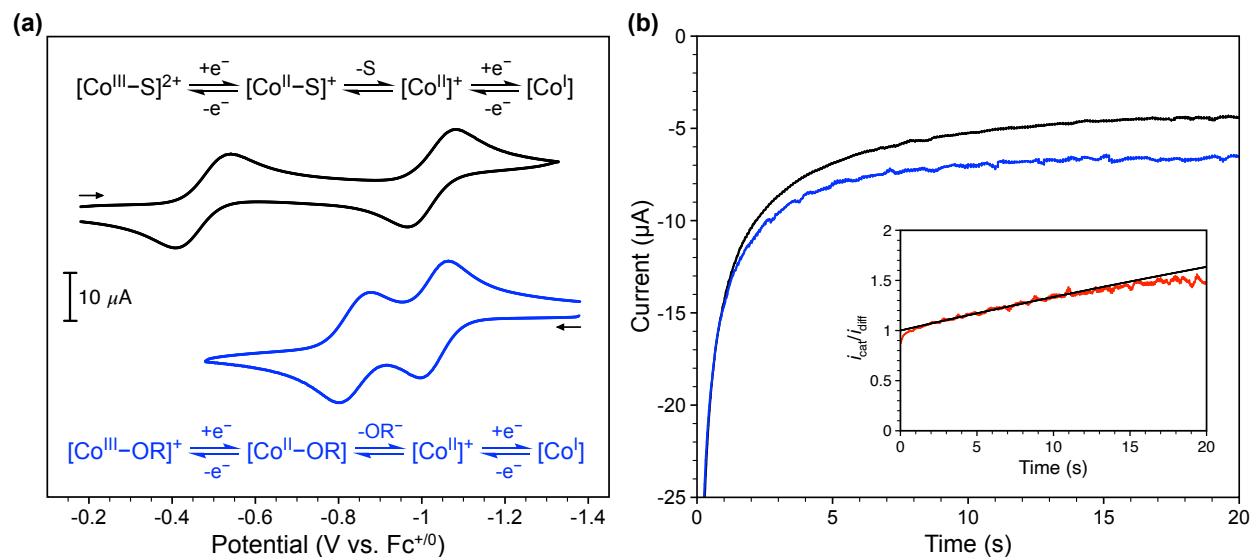 (a)
+e⁻ -S +e⁻
[Coᴵᴵᴵ–S]²⁺ [Coᴵᴵ–S]⁺ [Coᴵᴵ]⁺ [Coᴵ]
-e⁻ -e⁻
10 μA
+e⁻ -OR⁻ +e⁻
[Coᴵᴵᴵ–OR]⁺ [Coᴵᴵ–OR] [Coᴵᴵ]⁺ [Coᴵ]
-e⁻ -e⁻
-0.2 -0.4 -0.6 -0.8 -1 -1.2 -1.4
Potential (V vs. Fc⁺ᐟ⁰)
(b)
0
-5
-10
-15
-20
-25
Current (μA)
0 5 10 15 20
Time (s)
2
1.5
1
0.5
0
i_cat/i_diff
0 5 10 15 20
Time (s)